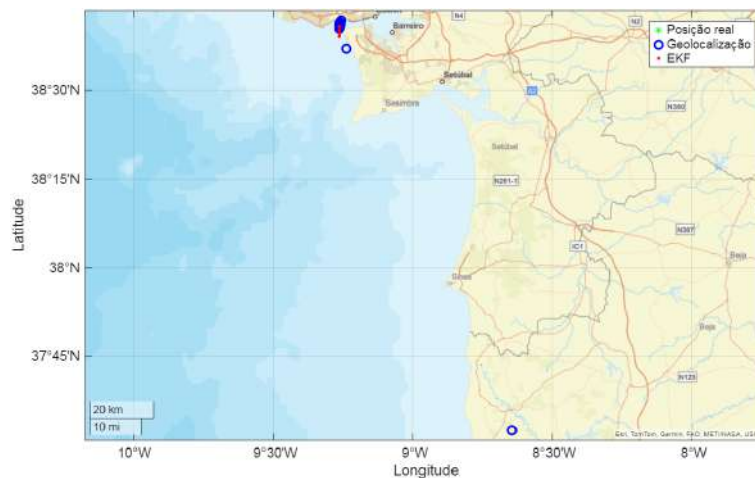 Barreiro
N4
N2
Posição real
Geolocalização
EKF
38°30'N
Setúbal
Sesimbra
A2
N380
Setúbal
38°15'N
N261-1
N387
Latitude
IC1
Beja
38°N
Sines
Beja
37°45'N
N123
20 km
10 mi
Esri, TomTom, Garmin, FAO, METI/NASA, USG
10°W
9°30'W
9°W
8°30'W
8°W
Longitude